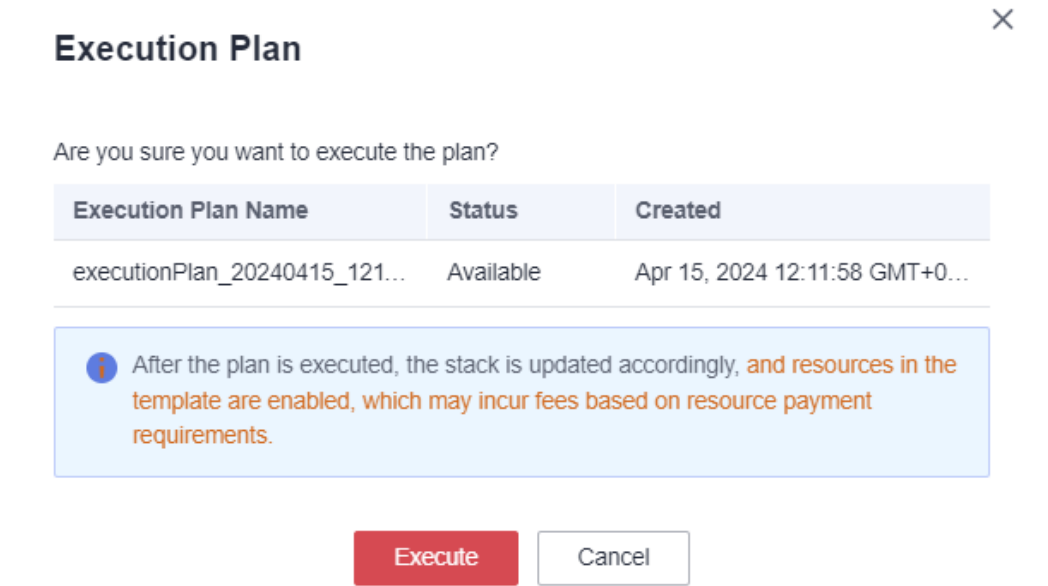 Execution Plan
Are you sure you want to execute the plan?
Execution Plan Name Status Created
executionPlan_20240415_121... Available Apr 15, 2024 12:11:58 GMT+0...
After the plan is executed, the stack is updated accordingly, and resources in the
template are enabled, which may incur fees based on resource payment
requirements.
Execute Cancel